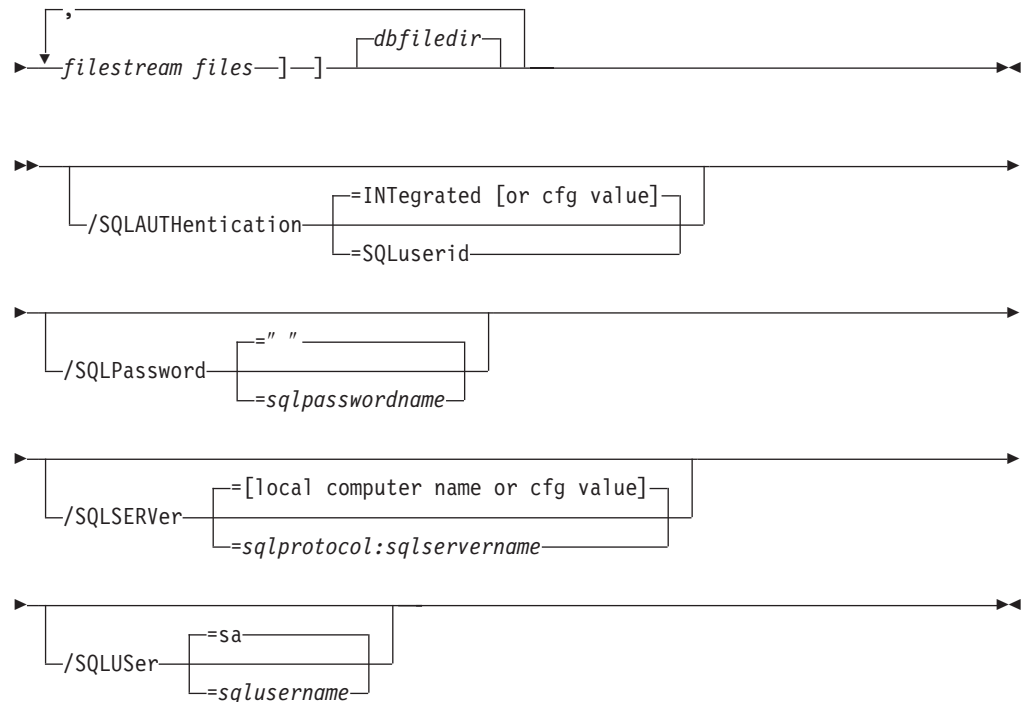 ,
dbfiledir
filestream files ] ]
=INTegrated [or cfg value]
/SQLAUTHentication
=SQLuserid
=" "
/SQLPassword
=sqlpasswordname
=[local computer name or cfg value]
/SQLSERVer
=sqlprotocol:sqlservername
=sa
/SQLUSer
=sqlusername